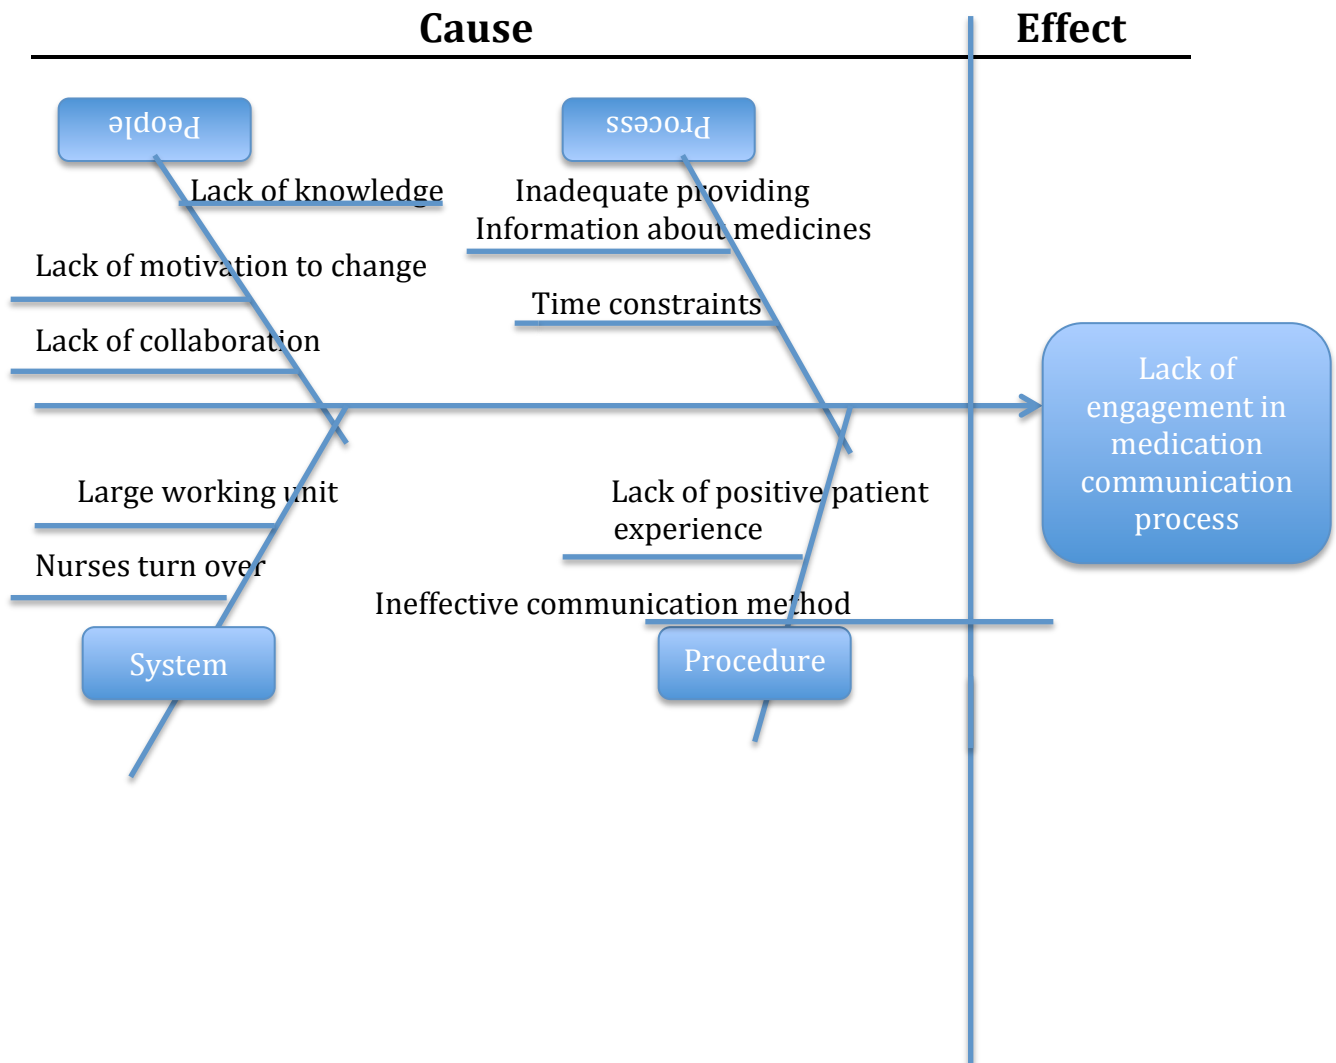 Cause
Effect
People
Process
Lack of knowledge
Lack of motivation to change
Lack of collaboration
Inadequate providing
Information about medicines
Time constraints
Lack of
engagement in
medication
communication
process
Large working unit
Nurses turn over
System
Lack of positive patient
experience
Ineffective communication method
Procedure